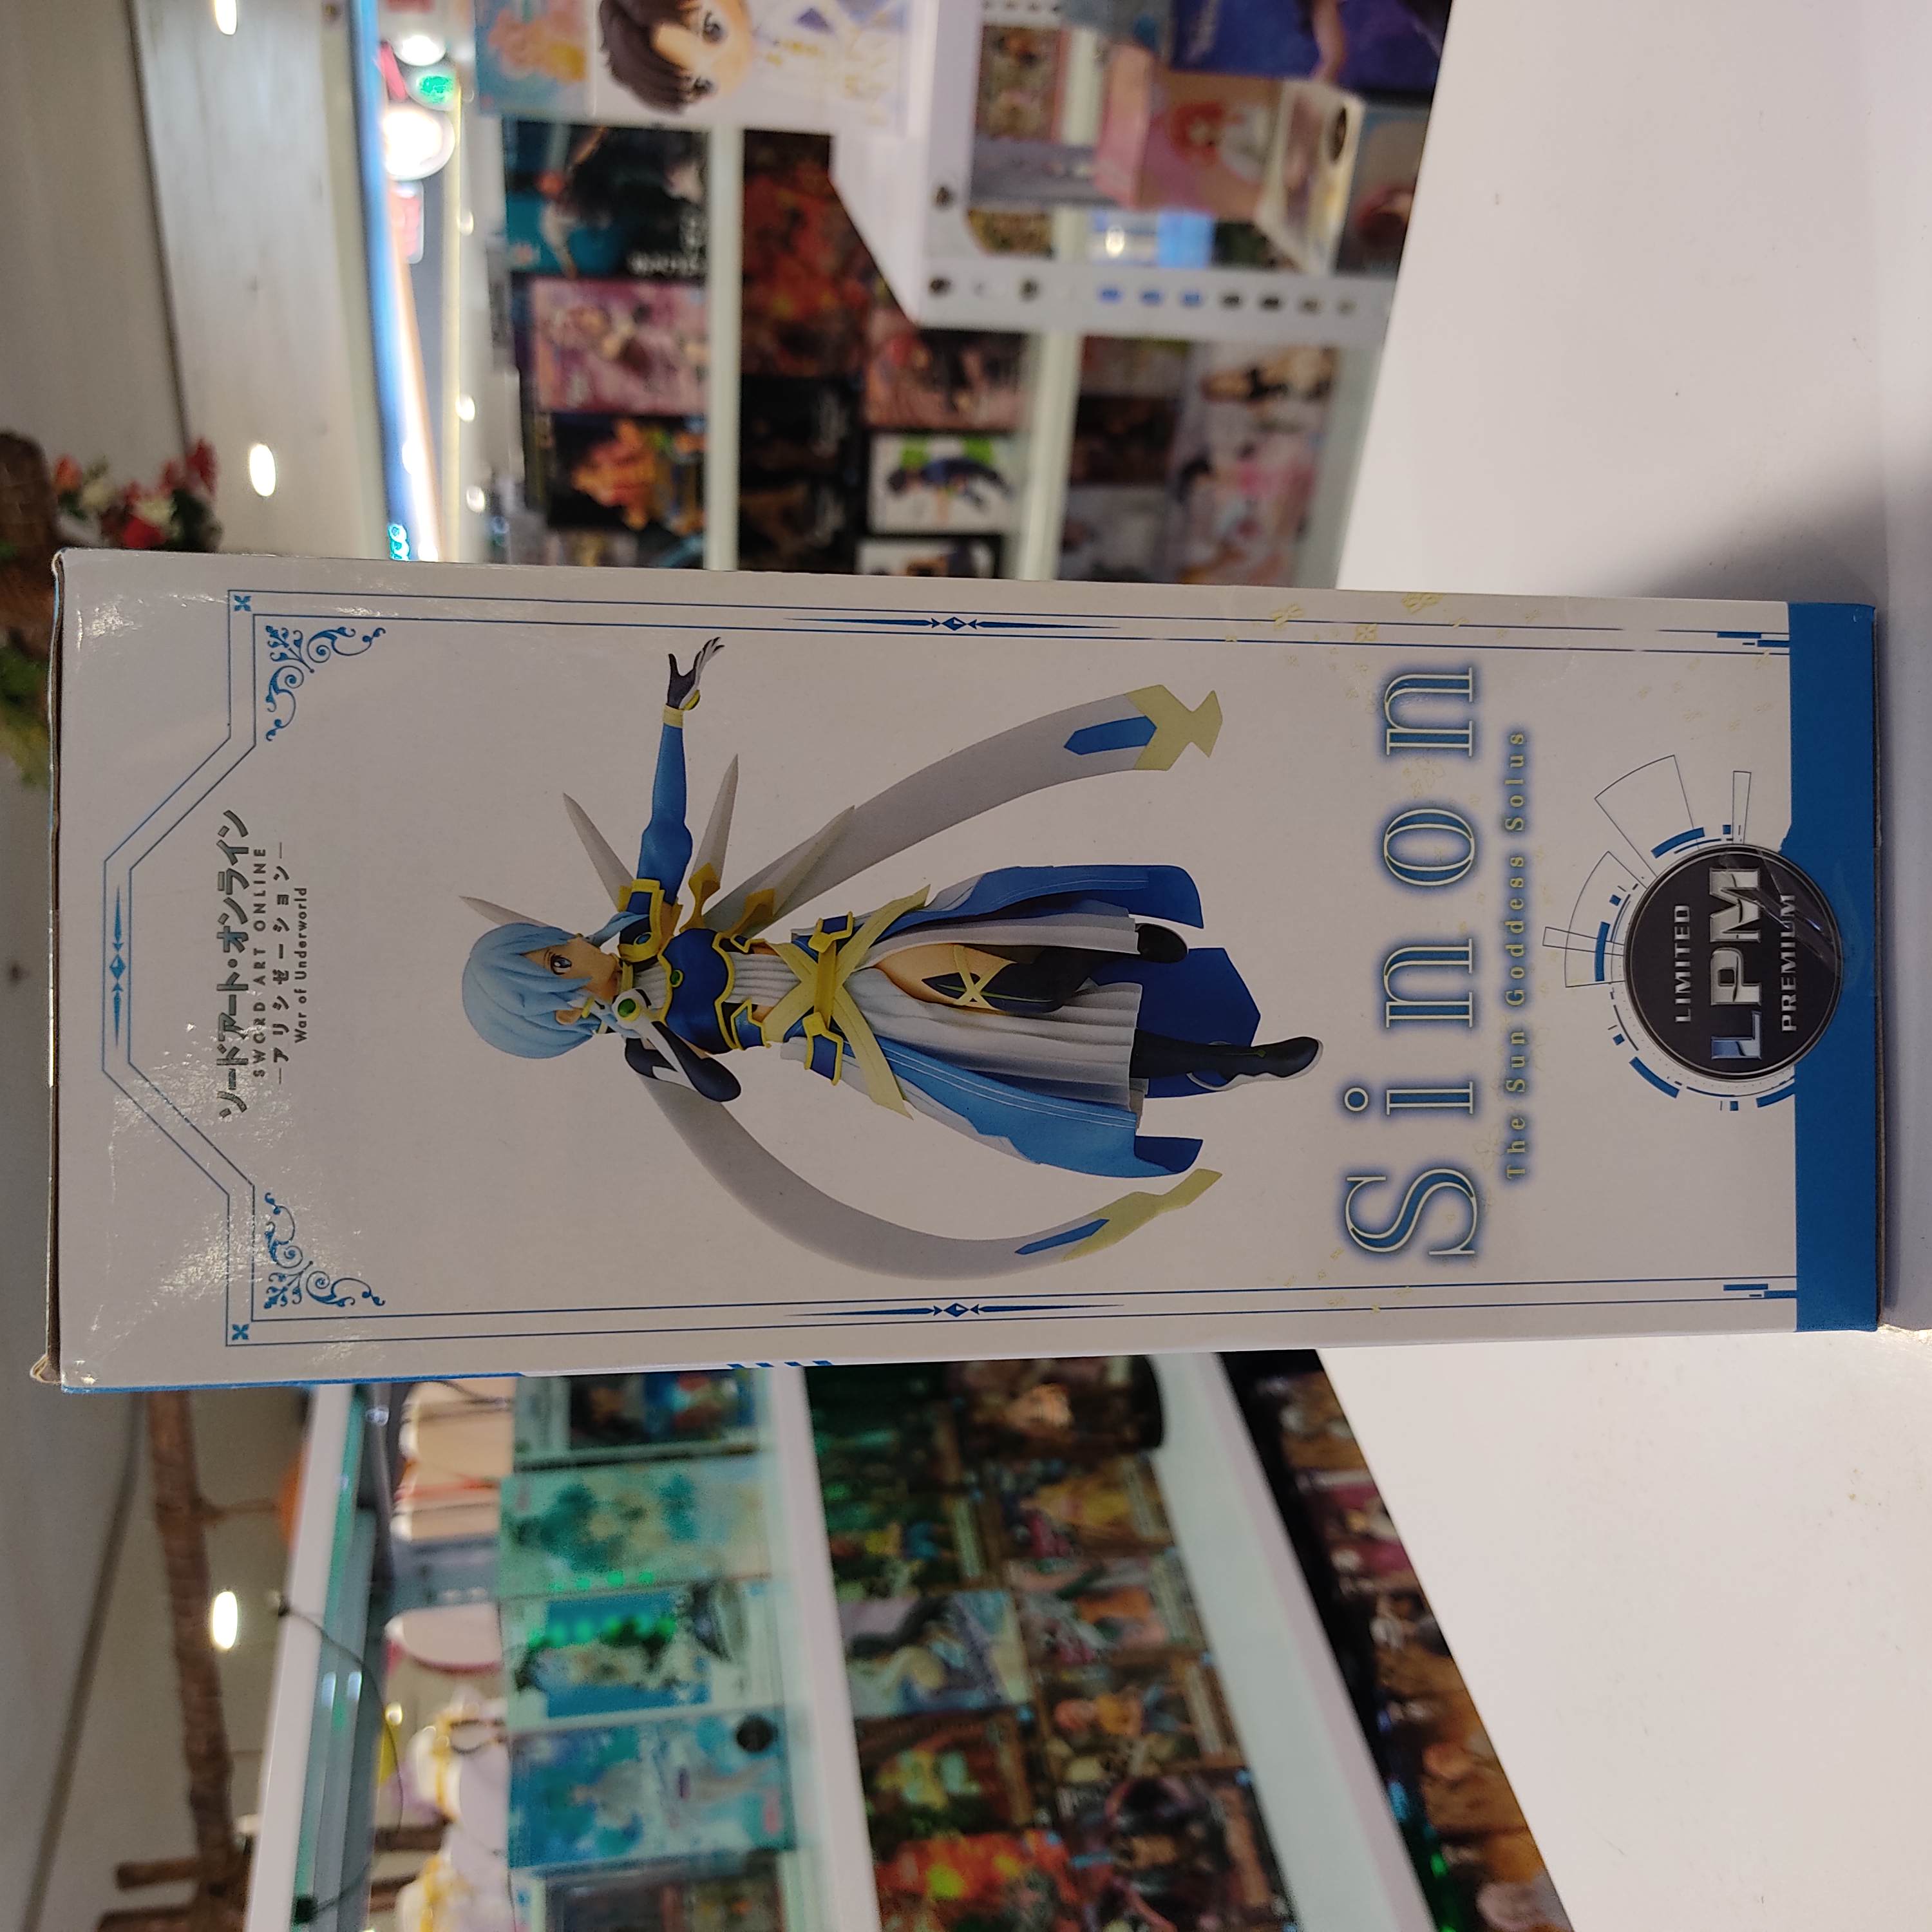 ソードアート・オンライン
SWORD ART ONLINE
―アリシゼーション―
War of Underworld
Sinon
The Sun Goddess Solus
LIMITED
LPM
PREMIUM